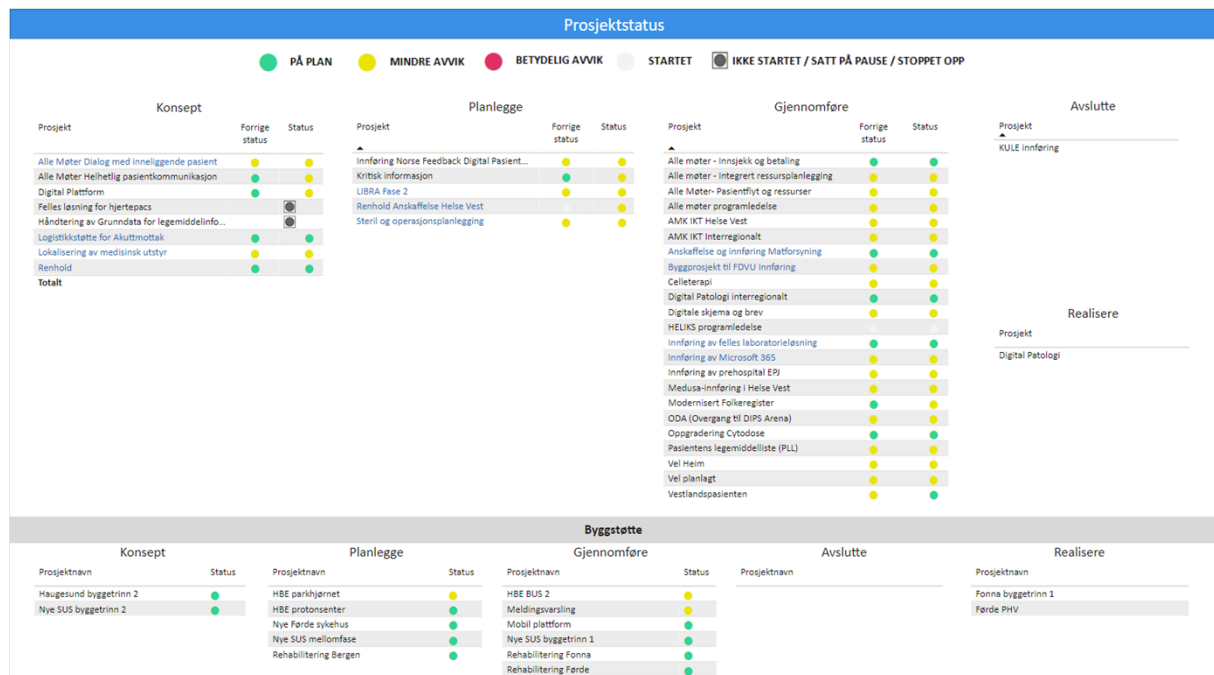 Prosjektstatus
PÅ PLAN
MINDRE AVVIK
BETYDELIG AVVIK
STARTET
IKKE STARTET / SATT PÅ PAUSE / STOPPET OPP
Konsept
Prosjekt Forrige status Status
Alle Møter Dialog med inneliggende pasient
Alle Møter Helhetlig pasientkommunikasjon
Digital Plattform
Felles løsning for hjertepacs
Håndtering av Grunndata for legemiddelinfo...
Logistikkstøtte for Akuttmottak
Lokalisering av medisinsk utstyr
Renhold
Totalt
Planlegge
Prosjekt Forrige status Status
Innføring Norse Feedback Digital Pasient...
Kritisk informasjon
LIBRA Fase 2
Renhold Anskaffelse Helse Vest
Steril og operasjonsplanlegging
Gjennomføre
Prosjekt Forrige status Status
Alle møter - Innsjekk og betaling
Alle møter - Integrert ressursplanlegging
Alle Møter- Pasientflyt og ressurser
Alle møter programledelse
AMK IKT Helse Vest
AMK IKT Interregionalt
Anskaffelse og innføring Matforsyning
Byggprosjekt til FDVU Innføring
Celleterapi
Digital Patologi interregionalt
Digitale skjema og brev
HELIKS programledelse
Innføring av felles laboratorieløsning
Innføring av Microsoft 365
Innføring av prehospital EPJ
Medusa-innføring i Helse Vest
Modernisert Folkeregister
ODA (Overgang til DIPS Arena)
Oppgradering Cytodose
Pasientens legemiddelliste (PLL)
Vel Heim
Vel planlagt
Vestlandspasienten
Avslutte
Prosjekt
KULE innføring
Realisere
Prosjekt
Digital Patologi
Byggstøtte
Konsept
Prosjektnavn Status
Haugesund byggetrinn 2
Nye SUS byggetrinn 2
Planlegge
Prosjektnavn Status
HBE parkhjørnet
HBE protonsenter
Nye Førde sykehus
Nye SUS mellomfase
Rehabilitering Bergen
Gjennomføre
Prosjektnavn Status
HBE BUS 2
Meldingsvarsling
Mobil plattform
Nye SUS byggetrinn 1
Rehabilitering Fonna
Rehabilitering Førde
Avslutte
Prosjektnavn
Realisere
Prosjektnavn
Fonna byggetrinn 1
Førde PHV